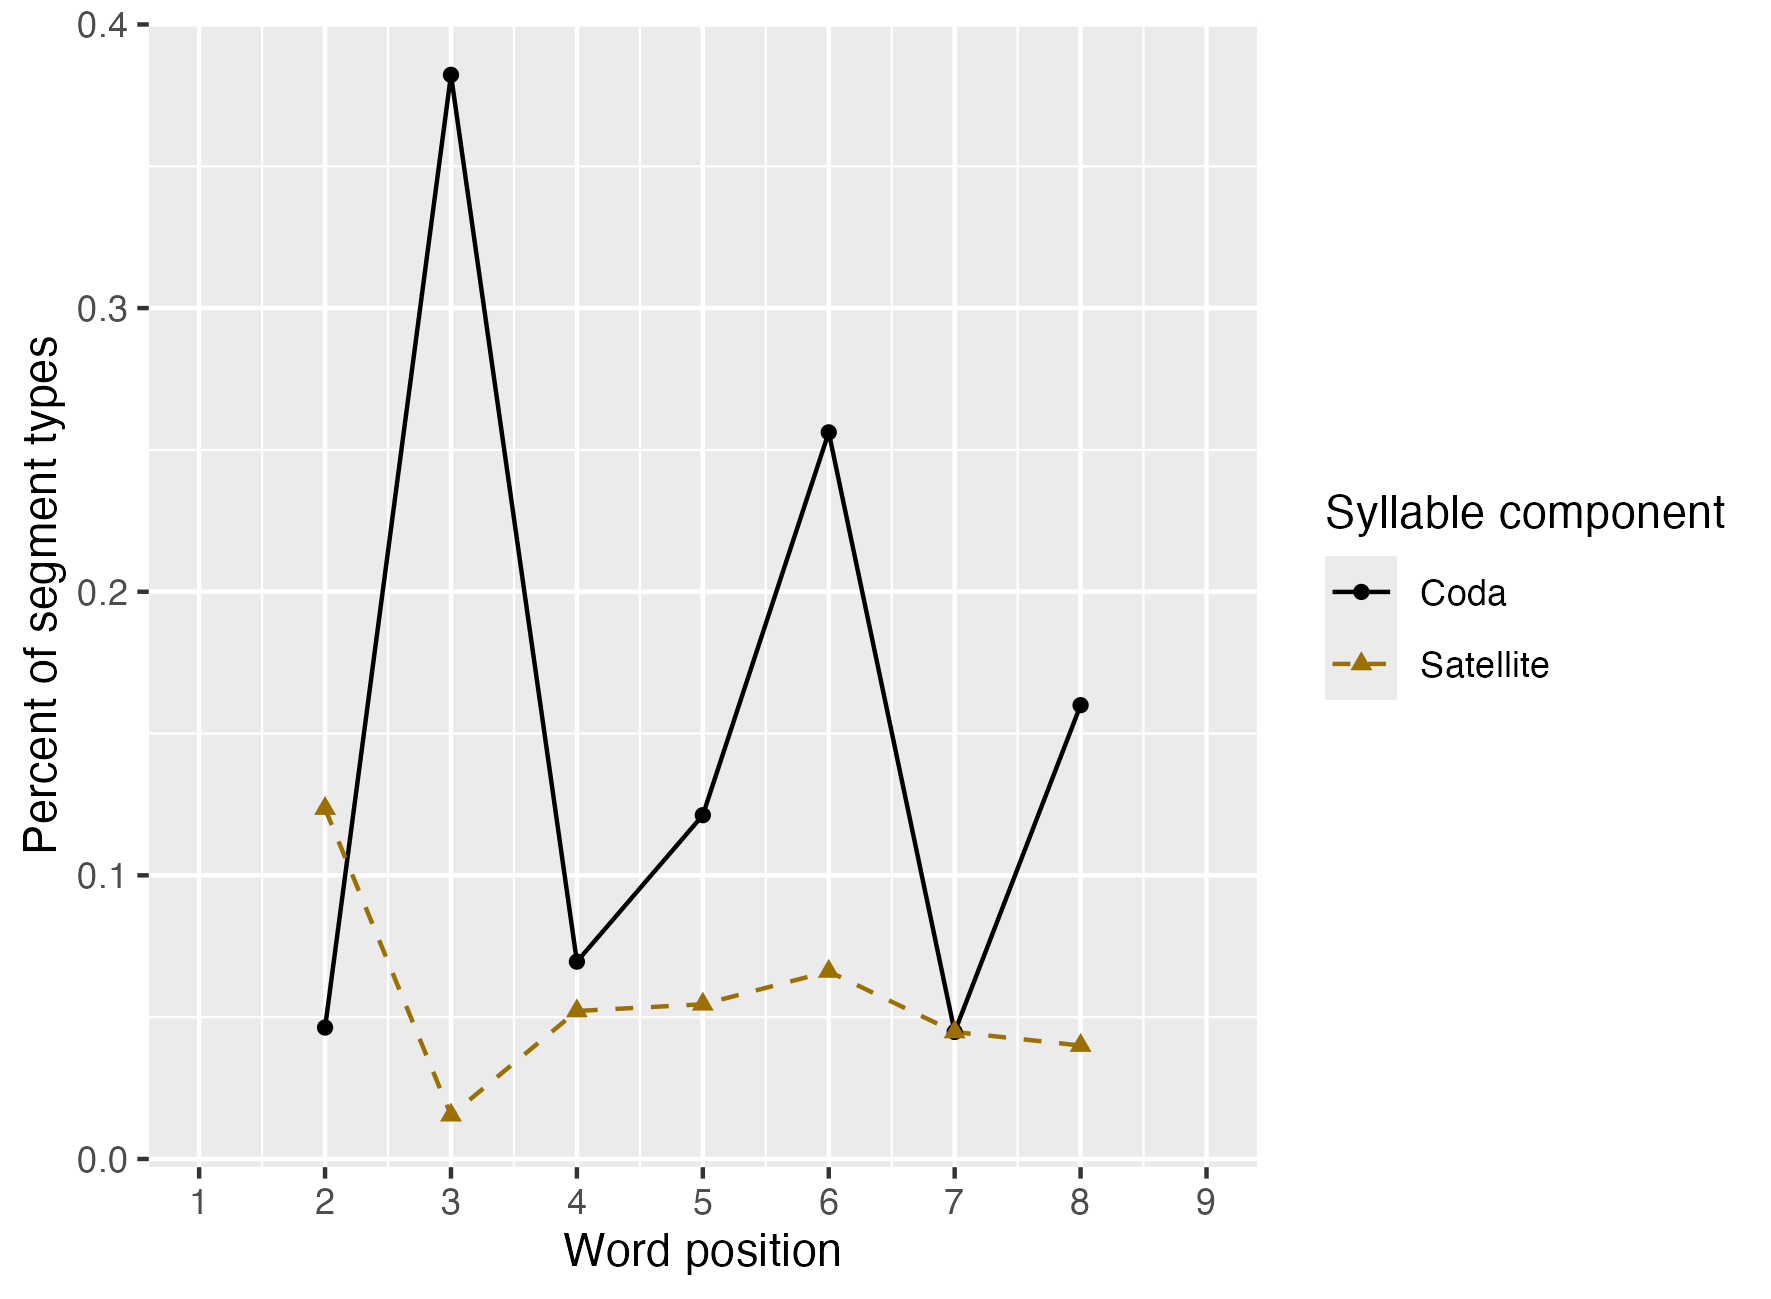 0.4
0.3
0.2
0.1
0.0
Percent of segment types
1 2 3 4 5 6 7 8 9
Word position
Syllable component
Coda
Satellite